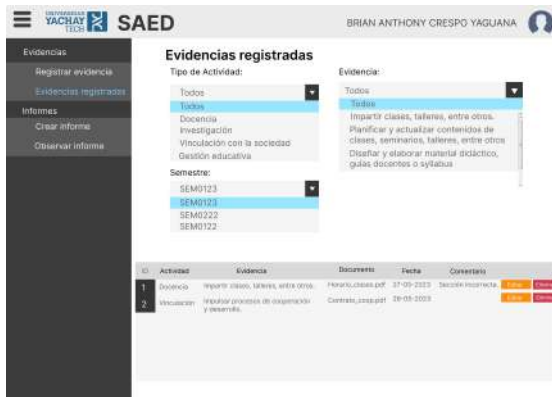 UNIVERSIDAD
YACHAY
TECH
SAED
BRIAN ANTHONY CRESPO YAGUANA
Evidencias
Registrar evidencia
Evidencias registradas
Informes
Crear informe
Observar informe
Evidencias registradas
Tipo de Actividad:
Todos
Todos
Docencia
Investigación
Vinculación con la sociedad
Gestión educativa
Evidencia:
Todos
Todos
Impartir clases, talleres, entre otros.
Planificar y actualizar contenidos de
clases, seminarios, talleres, entre otros
Diseñar y elaborar material didáctico,
guías docentes o syllabus
Semestre:
SEM0123
SEM0123
SEM0222
SEM0122
ID Actividad Evidencia Documento Fecha Comentario
1 Docencia Impartir clases, talleres, entre otros. Horario_clases.pdf 27-05-2023 Sección incorrecta. Editar
2 Vinculación Impulsar procesos de cooperación
y desarrollo. Contrato_coop.pdf 28-05-2023 Editar